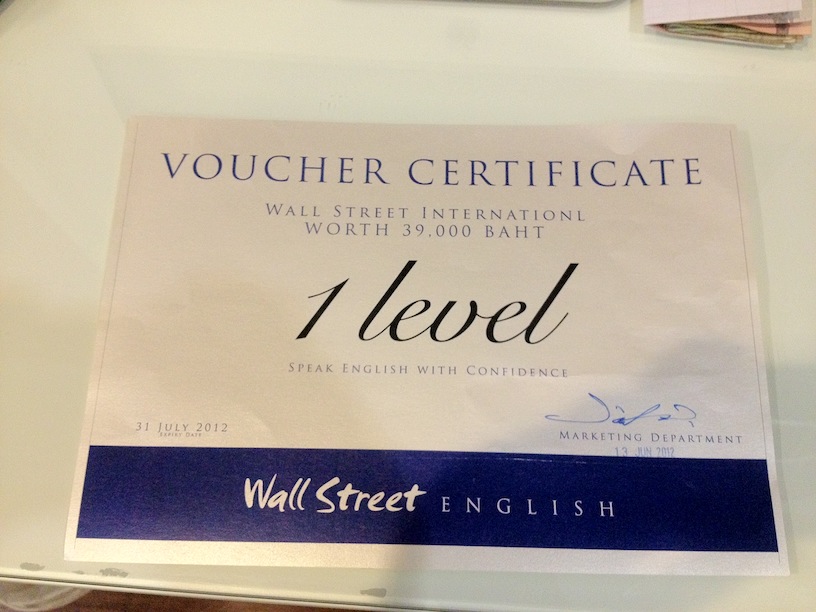 VOUCHER CERTIFICATE
WALL STREET INTERNATIONL
WORTH 39,000 BAHT
1 level
SPEAK ENGLISH WITH CONFIDENCE
31 JULY 2012
EXPIRY DATE
MARKETING DEPARTMENT
13 JUN 2012
Wall Street ENGLISH